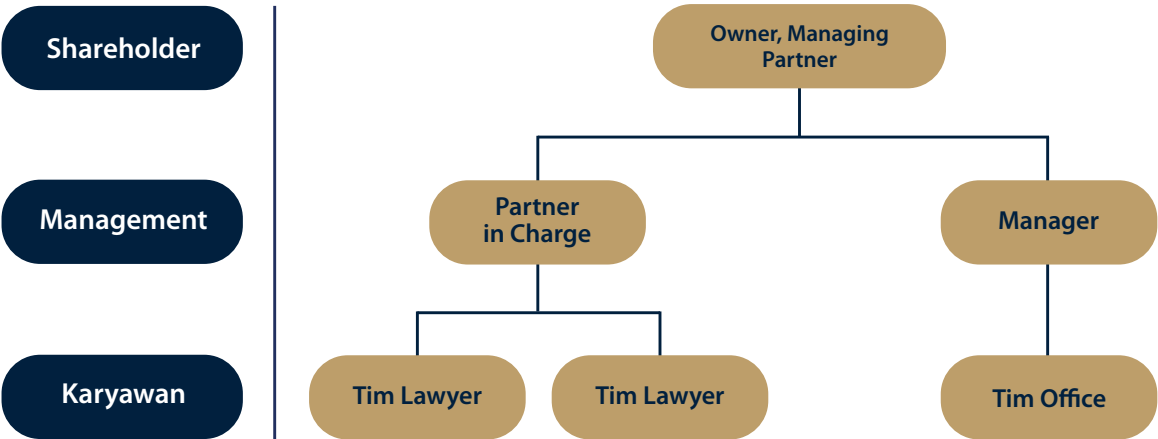 Shareholder
Owner, Managing
Partner
Management
Partner
in Charge
Manager
Karyawan
Tim Lawyer
Tim Lawyer
Tim Office